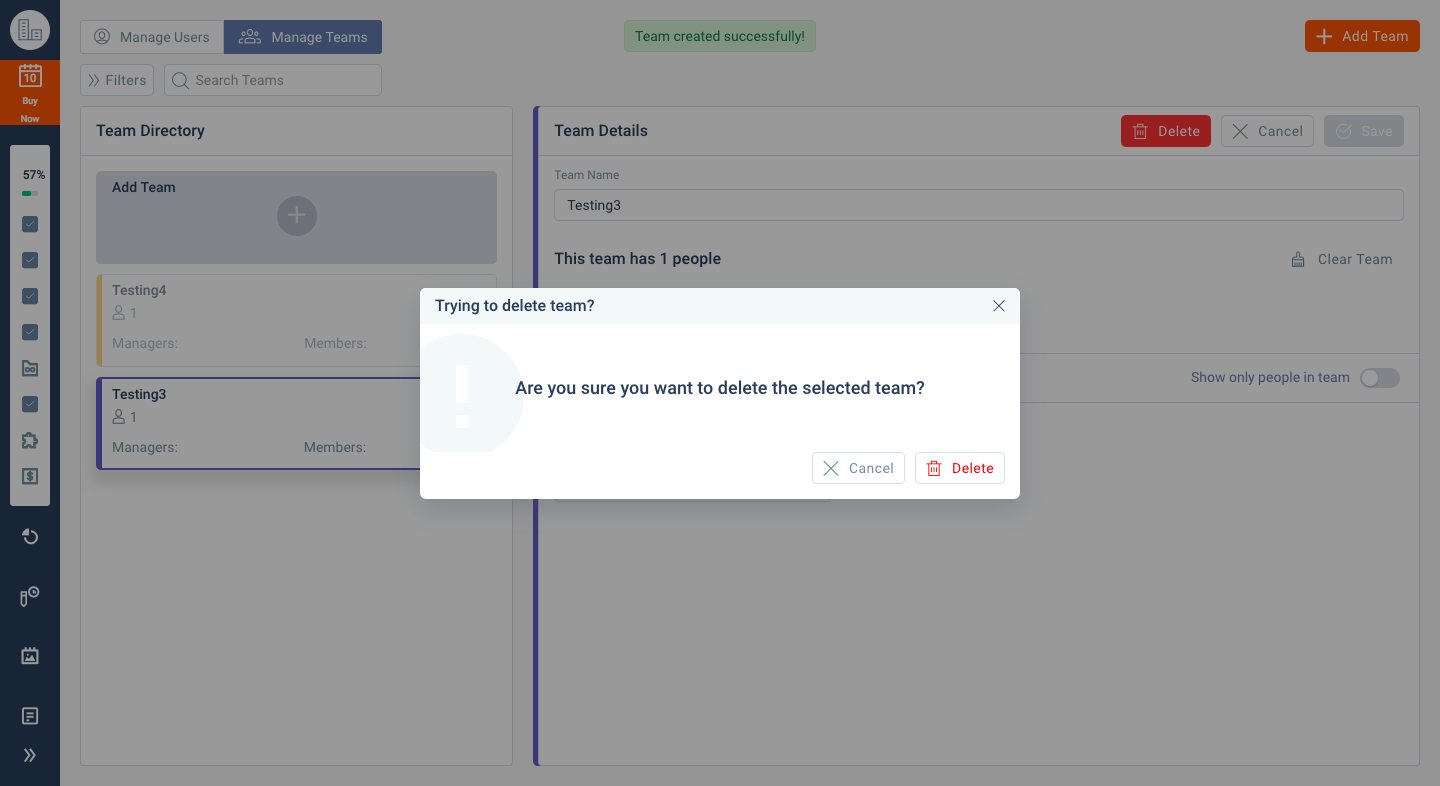 10
Buy
Now
57%
Manage Users
Manage Teams
Team created successfully!
Add Team
Filters
Search Teams
Team Directory
Add Team
Testing4
1
Managers:
Members:
Testing3
1
Managers:
Members:
Team Details
Delete
Cancel
Save
Team Name
Testing3
This team has 1 people
Clear Team
Show only people in team
Trying to delete team?
Are you sure you want to delete the selected team?
Cancel
Delete